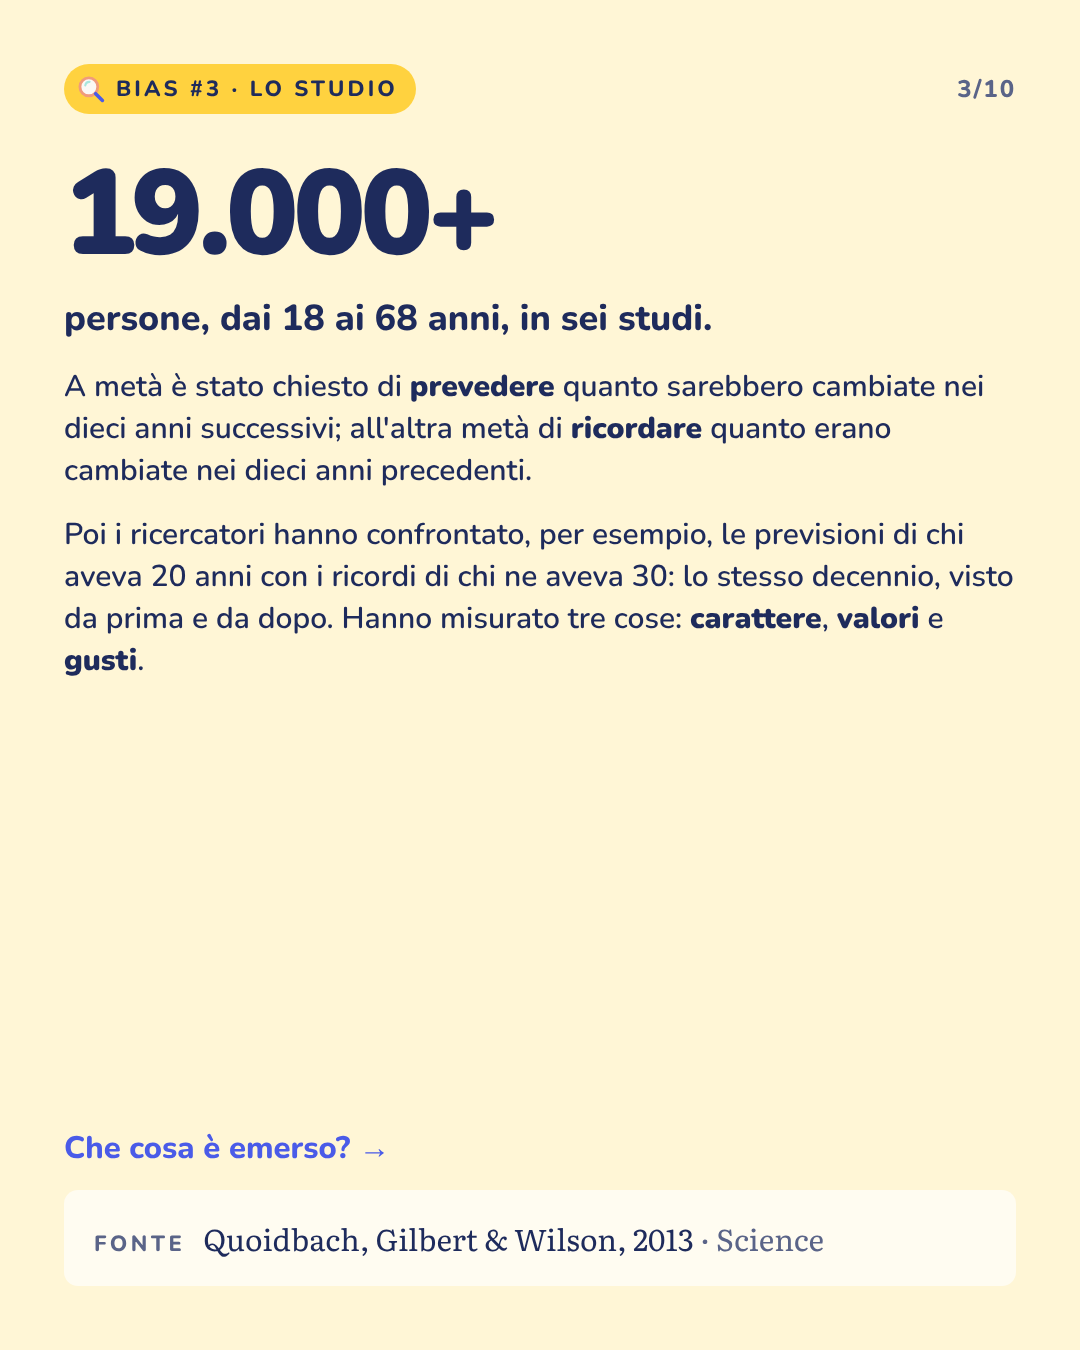 🔍 BIAS #3 · LO STUDIO
3/10
19.000+
persone, dai 18 ai 68 anni, in sei studi.
A metà è stato chiesto di prevedere quanto sarebbero cambiate nei
dieci anni successivi; all'altra metà di ricordare quanto erano
cambiate nei dieci anni precedenti.
Poi i ricercatori hanno confrontato, per esempio, le previsioni di chi
aveva 20 anni con i ricordi di chi ne aveva 30: lo stesso decennio, visto
da prima e da dopo. Hanno misurato tre cose: carattere, valori e
gusti.
Che cosa è emerso? →
FONTE Quoidbach, Gilbert & Wilson, 2013 · Science